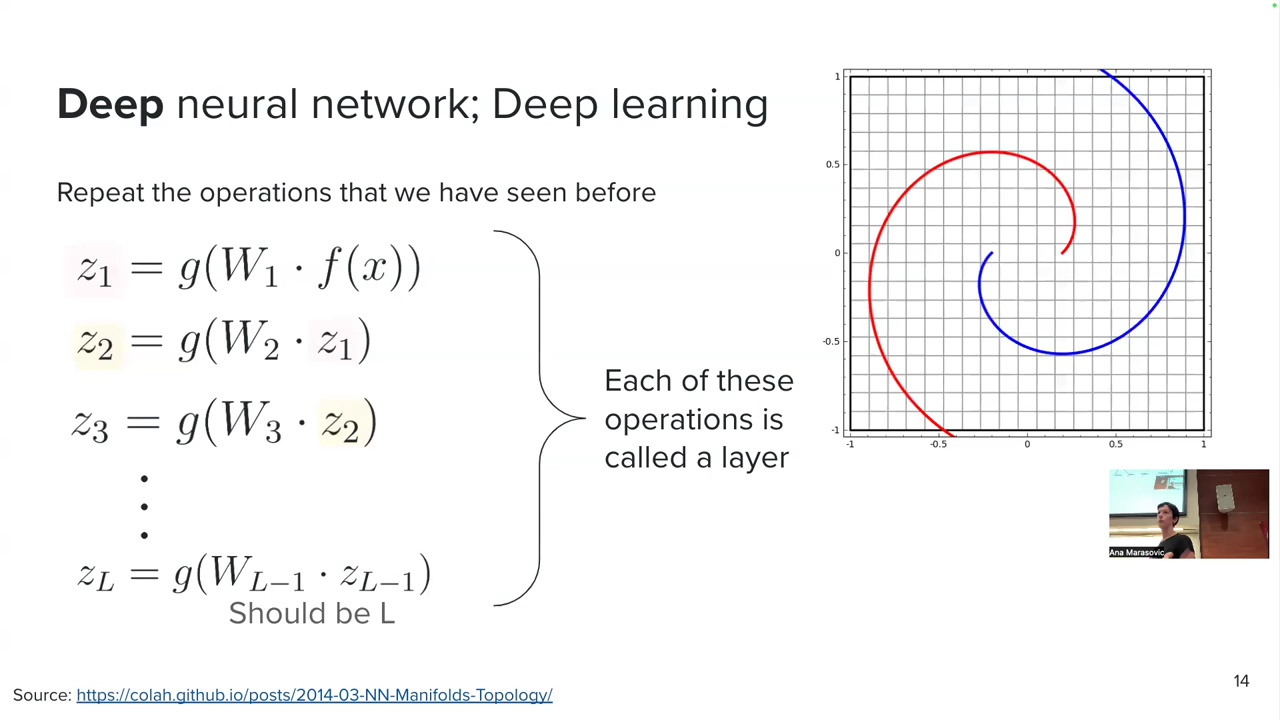 Deep neural network; Deep learning
Repeat the operations that we have seen before
z₁ = g(W₁ · f(x))
z₂ = g(W₂ · z₁)
z₃ = g(W₃ · z₂)
z_L = g(W_{L−1} · z_{L−1})
Should be L
Each of these
operations is
called a layer
1
0.5
0
-0.5
-1
-1 -0.5 0 0.5 1
Ana Marasovic
Source: https://colah.github.io/posts/2014-03-NN-Manifolds-Topology/
14